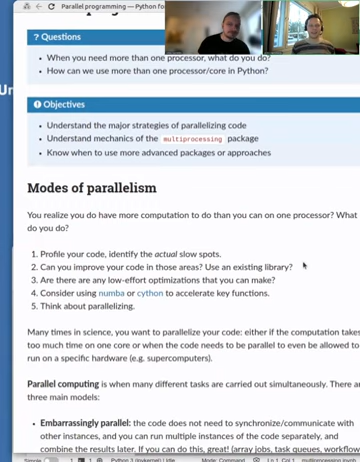 Parallel programming — Python fo
Questions
When you need more than one processor, what do you do?
How can we use more than one processor/core in Python?
Ur
Objectives
Understand the major strategies of parallelizing code
Understand mechanics of the multiprocessing package
Know when to use more advanced packages or approaches
Modes of parallelism
You realize you do have more computation to do than you can on one processor? What
do you do?
1. Profile your code, identify the actual slow spots.
2. Can you improve your code in those areas? Use an existing library?
3. Are there are any low-effort optimizations that you can make?
4. Consider using numba or cython to accelerate key functions.
5. Think about parallelizing.
Many times in science, you want to parallelize your code: either if the computation takes
too much time on one core or when the code needs to be parallel to even be allowed to
run on a specific hardware (e.g. supercomputers).
Parallel computing is when many different tasks are carried out simultaneously. There a
three main models:
Embarrassingly parallel: the code does not need to synchronize/communicate with
other instances, and you can run multiple instances of the code separately, and
combine the results later. If you can do this, great! (array jobs, task queues, workflow
Simple
Mode: Command
Ln 1, Col 1